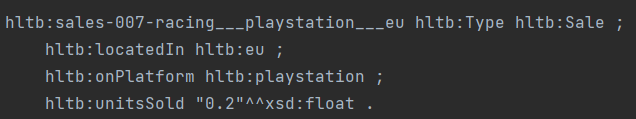 hltb:sales-007-racing___playstation___eu hltb:Type hltb:Sale ;
    hltb:locatedIn hltb:eu ;
    hltb:onPlatform hltb:playstation ;
    hltb:unitsSold "0.2"^^xsd:float .